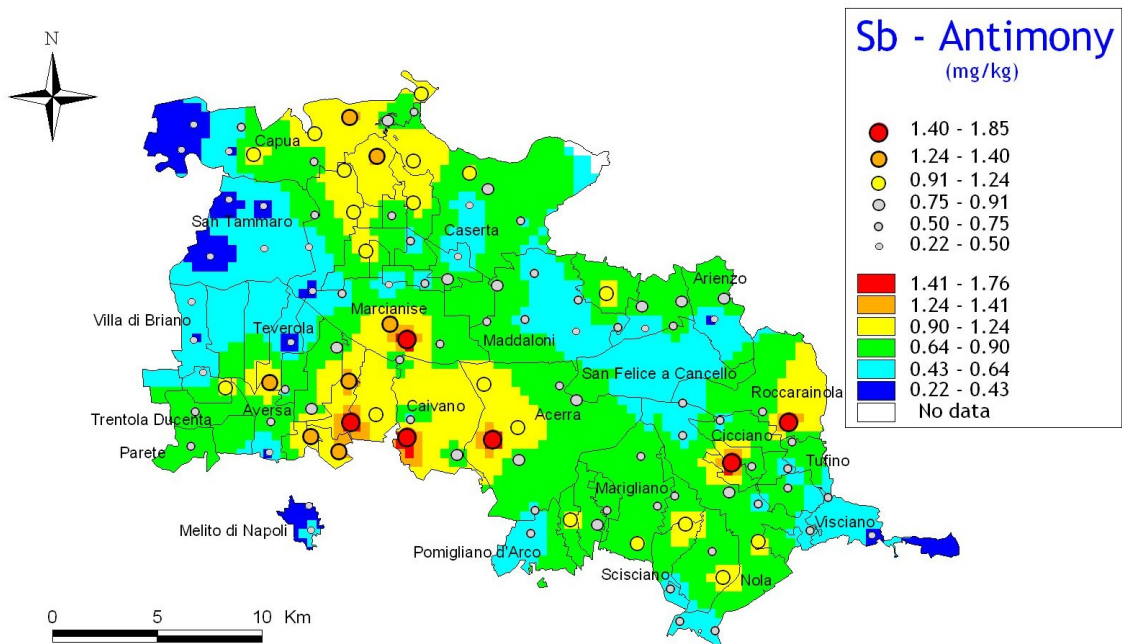 N
Sb - Antimony
(mg/kg)
1.40 - 1.85
1.24 - 1.40
0.91 - 1.24
0.75 - 0.91
0.50 - 0.75
0.22 - 0.50
1.41 - 1.76
1.24 - 1.41
0.90 - 1.24
0.64 - 0.90
0.43 - 0.64
0.22 - 0.43
No data
Capua
San Tammaro
Caserta
Arienzo
Villa di Briano
Teverola
Marcianise
Maddaloni
San Felice a Cancello
Roccarainola
Trentola Ducenta
Aversa
Caivano
Acerra
Cicciano
Parete
Tufino
Marigliano
Melito di Napoli
Visciano
Pomigliano d'Arco
Scisciano
Nola
0 5 10 Km